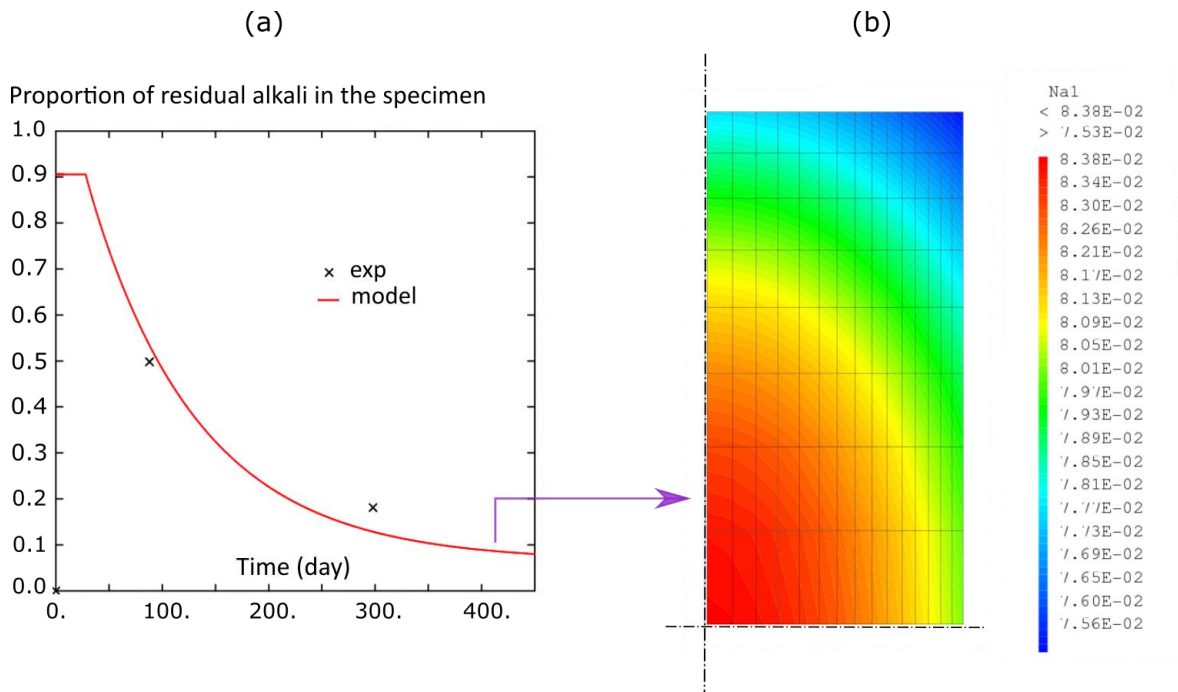 (a)
(b)
Proportion of residual alkali in the specimen
1.0
0.9
0.8
0.7
0.6
0.5
0.4
0.3
0.2
0.1
0.0
exp
model
Time (day)
0. 100. 200. 300. 400.
Na1
< 8.38E-02
> 7.53E-02
8.38E-02
8.34E-02
8.30E-02
8.26E-02
8.21E-02
8.17E-02
8.13E-02
8.09E-02
8.05E-02
8.01E-02
7.97E-02
7.93E-02
7.89E-02
7.85E-02
7.81E-02
7.77E-02
7.73E-02
7.69E-02
7.65E-02
7.60E-02
7.56E-02